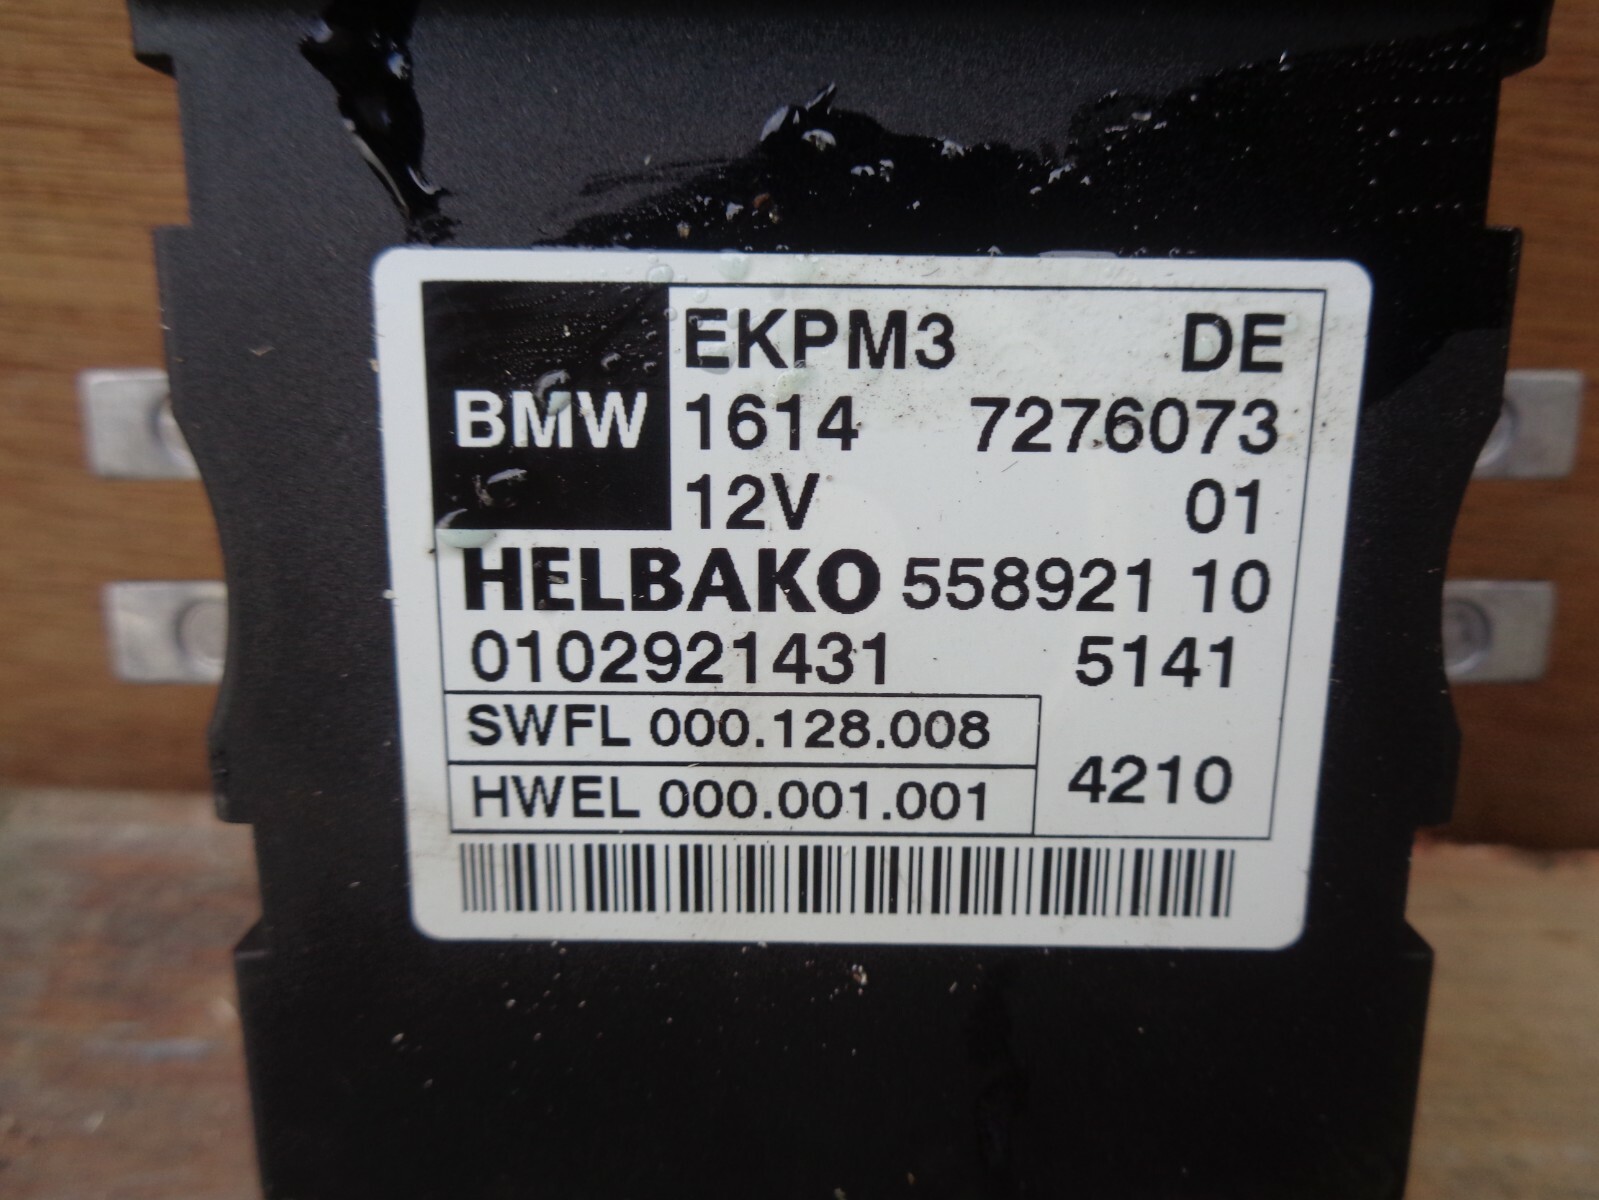 EKPM3 DE
BMW 1614 7276073
12V 01
HELBAKO 558921 10
0102921431 5141
SWFL 000.128.008
HWEL 000.001.001 4210